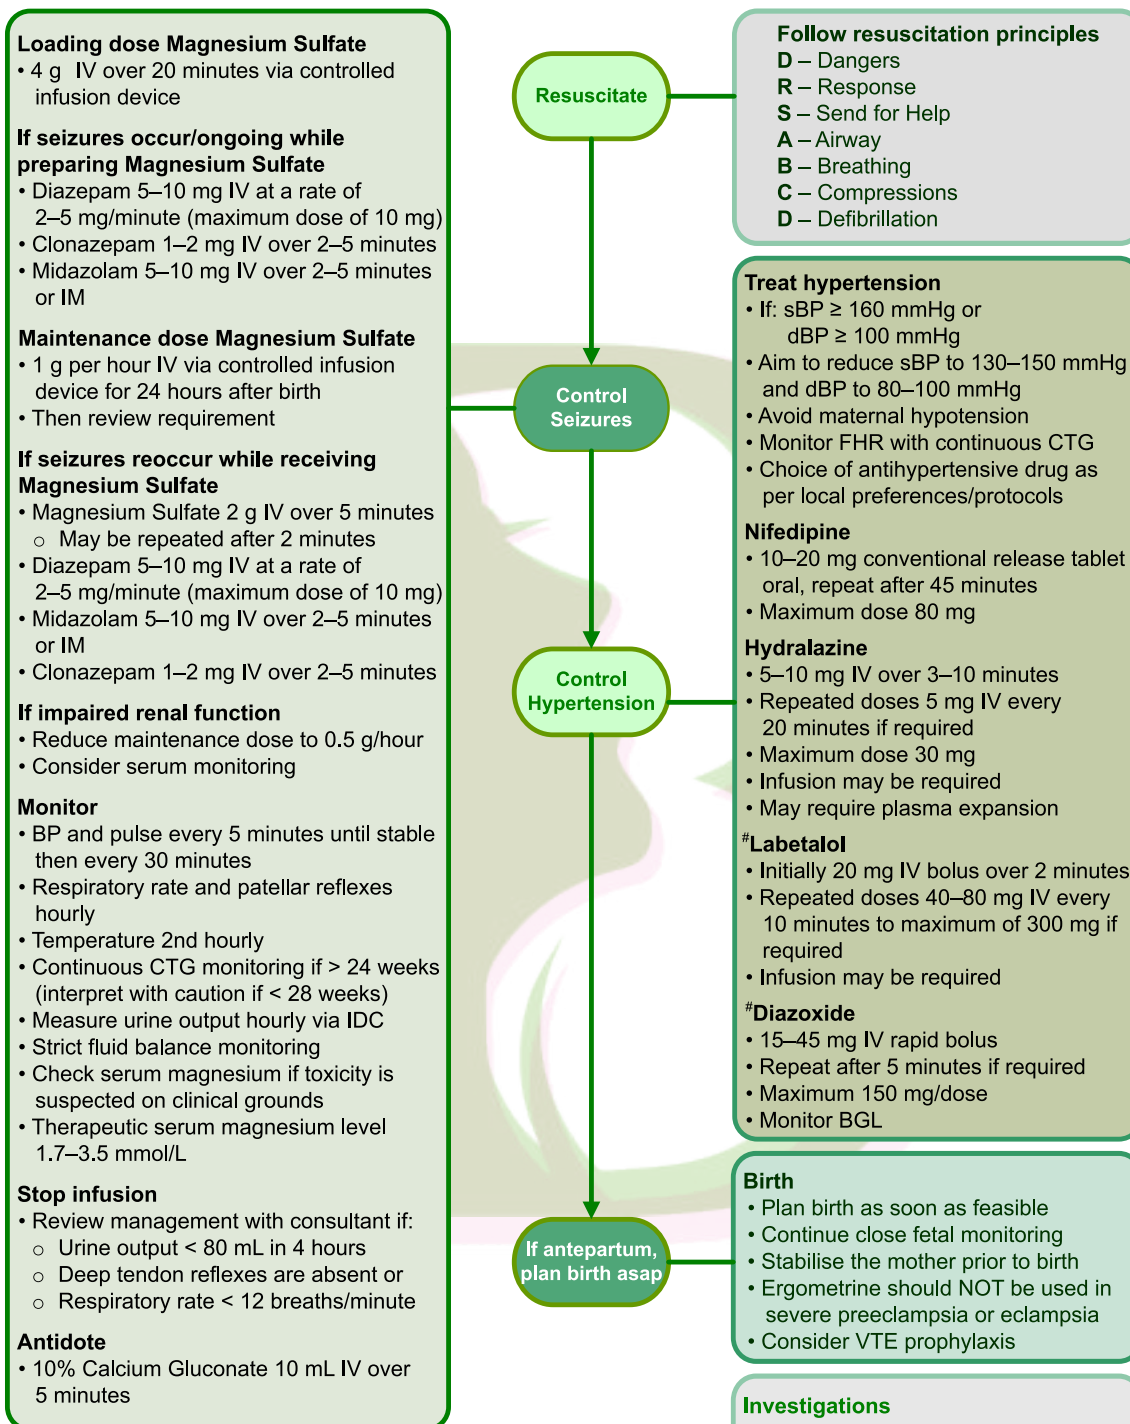 Loading dose Magnesium Sulfate
• 4 g IV over 20 minutes via controlled
infusion device
If seizures occur/ongoing while
preparing Magnesium Sulfate
• Diazepam 5–10 mg IV at a rate of
2–5 mg/minute (maximum dose of 10 mg)
• Clonazepam 1–2 mg IV over 2–5 minutes
• Midazolam 5–10 mg IV over 2–5 minutes
or IM
Maintenance dose Magnesium Sulfate
• 1 g per hour IV via controlled infusion
device for 24 hours after birth
• Then review requirement
If seizures reoccur while receiving
Magnesium Sulfate
• Magnesium Sulfate 2 g IV over 5 minutes
o May be repeated after 2 minutes
• Diazepam 5–10 mg IV at a rate of
2–5 mg/minute (maximum dose of 10 mg)
• Midazolam 5–10 mg IV over 2–5 minutes
or IM
• Clonazepam 1–2 mg IV over 2–5 minutes
If impaired renal function
• Reduce maintenance dose to 0.5 g/hour
• Consider serum monitoring
Monitor
• BP and pulse every 5 minutes until stable
then every 30 minutes
• Respiratory rate and patellar reflexes
hourly
• Temperature 2nd hourly
• Continuous CTG monitoring if > 24 weeks
(interpret with caution if < 28 weeks)
• Measure urine output hourly via IDC
• Strict fluid balance monitoring
• Check serum magnesium if toxicity is
suspected on clinical grounds
• Therapeutic serum magnesium level
1.7–3.5 mmol/L
Stop infusion
• Review management with consultant if:
o Urine output < 80 mL in 4 hours
o Deep tendon reflexes are absent or
o Respiratory rate < 12 breaths/minute
Antidote
• 10% Calcium Gluconate 10 mL IV over
5 minutes
Resuscitate
Control
Seizures
Control
Hypertension
If antepartum,
plan birth asap
Follow resuscitation principles
D – Dangers
R – Response
S – Send for Help
A – Airway
B – Breathing
C – Compressions
D – Defibrillation
Treat hypertension
• If: sBP ≥ 160 mmHg or
dBP ≥ 100 mmHg
• Aim to reduce sBP to 130–150 mmHg
and dBP to 80–100 mmHg
• Avoid maternal hypotension
• Monitor FHR with continuous CTG
• Choice of antihypertensive drug as
per local preferences/protocols
Nifedipine
• 10–20 mg conventional release tablet
oral, repeat after 45 minutes
• Maximum dose 80 mg
Hydralazine
• 5–10 mg IV over 3–10 minutes
• Repeated doses 5 mg IV every
20 minutes if required
• Maximum dose 30 mg
• Infusion may be required
• May require plasma expansion
#Labetalol
• Initially 20 mg IV bolus over 2 minutes
• Repeated doses 40–80 mg IV every
10 minutes to maximum of 300 mg if
required
• Infusion may be required
#Diazoxide
• 15–45 mg IV rapid bolus
• Repeat after 5 minutes if required
• Maximum 150 mg/dose
• Monitor BGL
Birth
• Plan birth as soon as feasible
• Continue close fetal monitoring
• Stabilise the mother prior to birth
• Ergometrine should NOT be used in
severe preeclampsia or eclampsia
• Consider VTE prophylaxis
Investigations